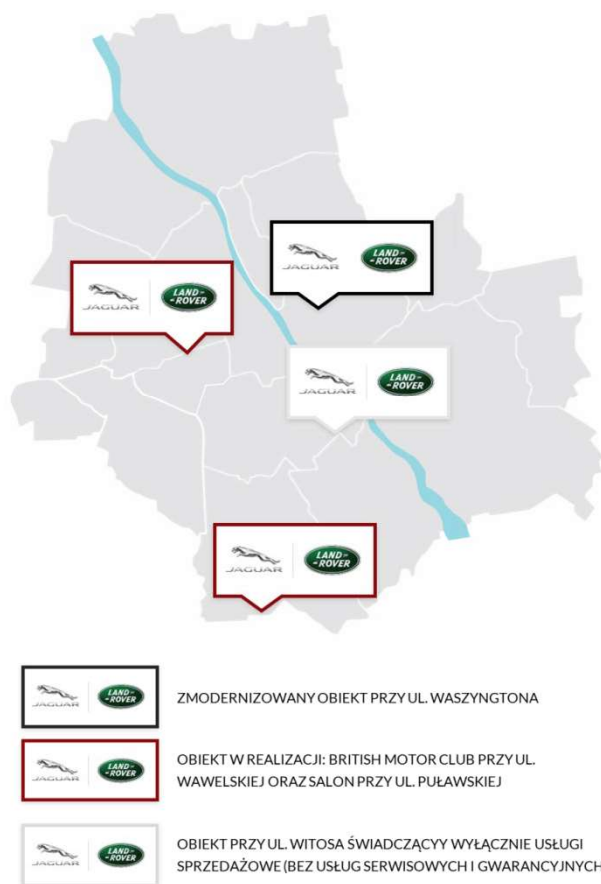 JAGUAR LAND-ROVER
JAGUAR LAND-ROVER
JAGUAR LAND-ROVER
JAGUAR LAND-ROVER
JAGUAR LAND-ROVER
ZMODERNIZOWANY OBIEKT PRZY UL. WASZYNGTONA
JAGUAR LAND-ROVER
OBIEKT W REALIZACJI: BRITISH MOTOR CLUB PRZY UL.
WAWELSKIEJ ORAZ SALON PRZY UL. PUŁAWSKIEJ
JAGUAR LAND-ROVER
OBIEKT PRZY UL. WITOSA ŚWIADCZĄCYY WYŁĄCZNIE USŁUGI
SPRZEDAŻOWE (BEZ USŁUG SERWISOWYCH I GWARANCYJNYCH